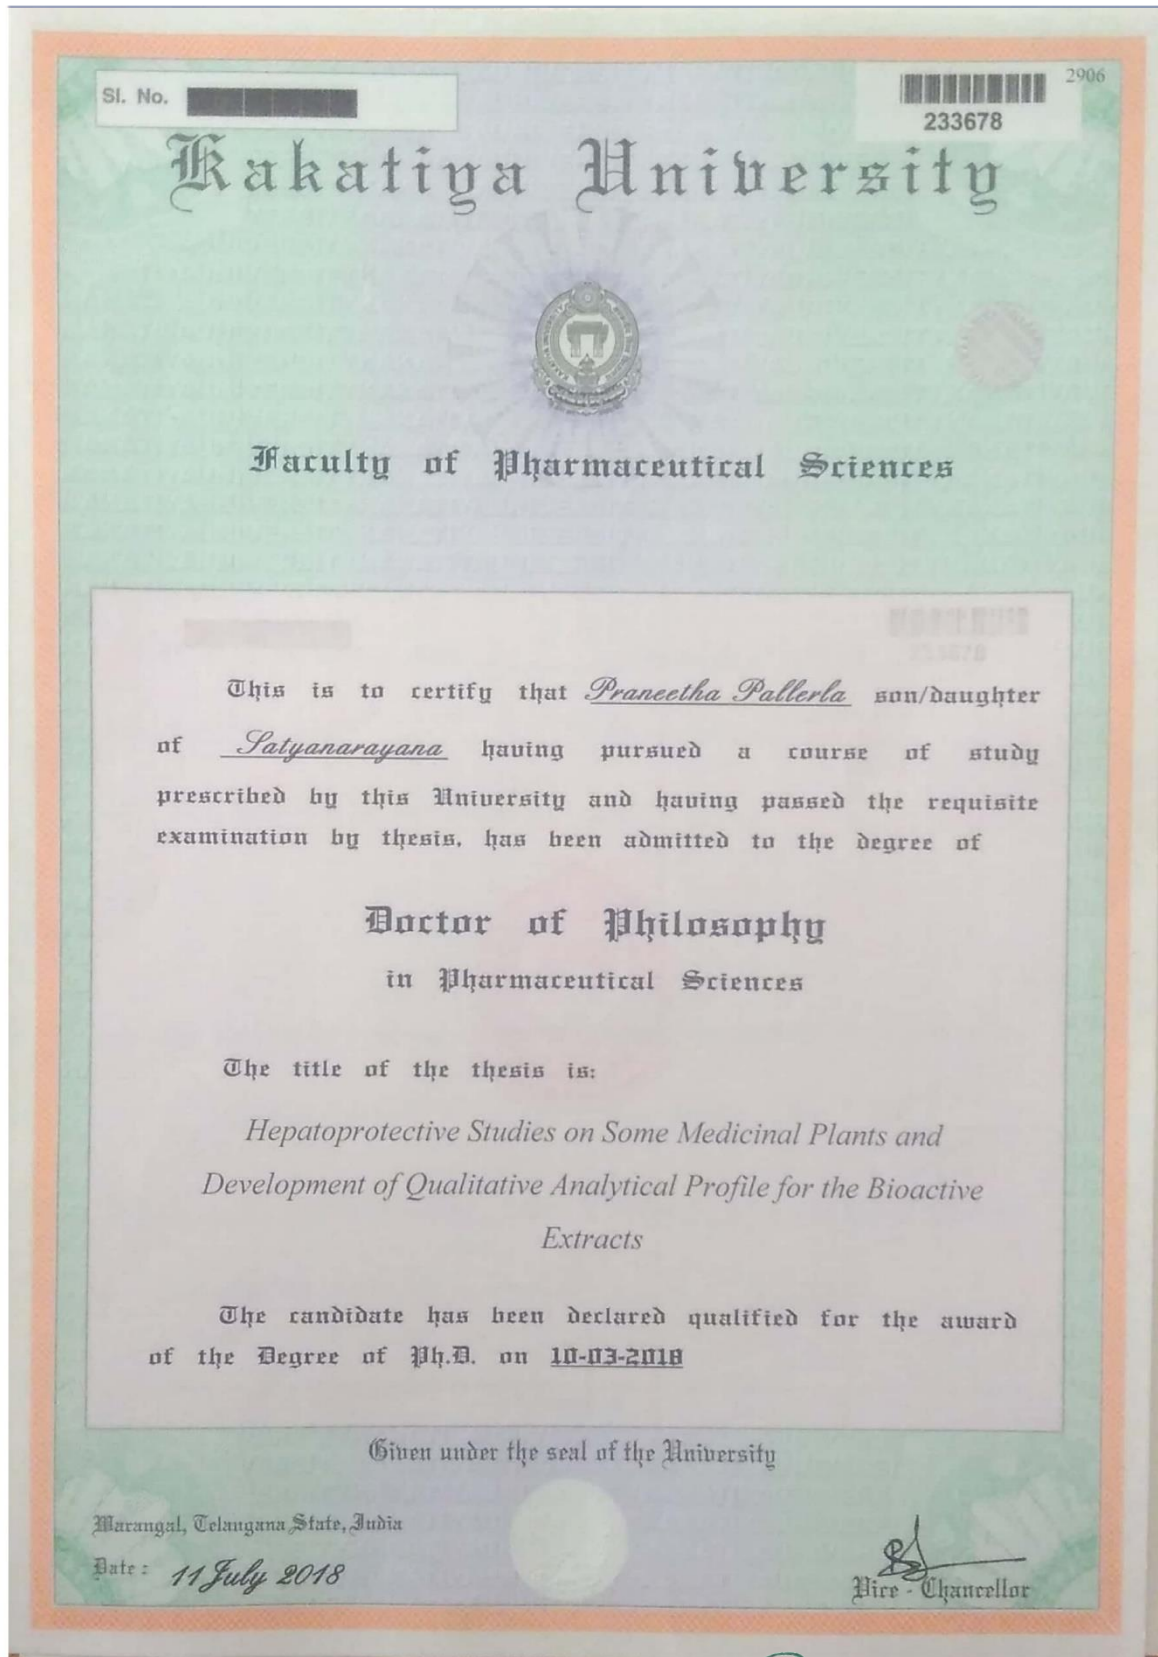 Sl. No.
2906
233678
Kakatiya University
Faculty of Pharmaceutical Sciences
This is to certify that Praneetha Pallerla son/daughter
of Satyanarayana having pursued a course of study
prescribed by this University and having passed the requisite
examination by thesis, has been admitted to the degree of
Doctor of Philosophy
in Pharmaceutical Sciences
The title of the thesis is:
Hepatoprotective Studies on Some Medicinal Plants and
Development of Qualitative Analytical Profile for the Bioactive
Extracts
The candidate has been declared qualified for the award
of the Degree of Ph.D. on 10-03-2018
Given under the seal of the University
Warangal, Telangana State, India
Date : 11 July 2018
Vice - Chancellor